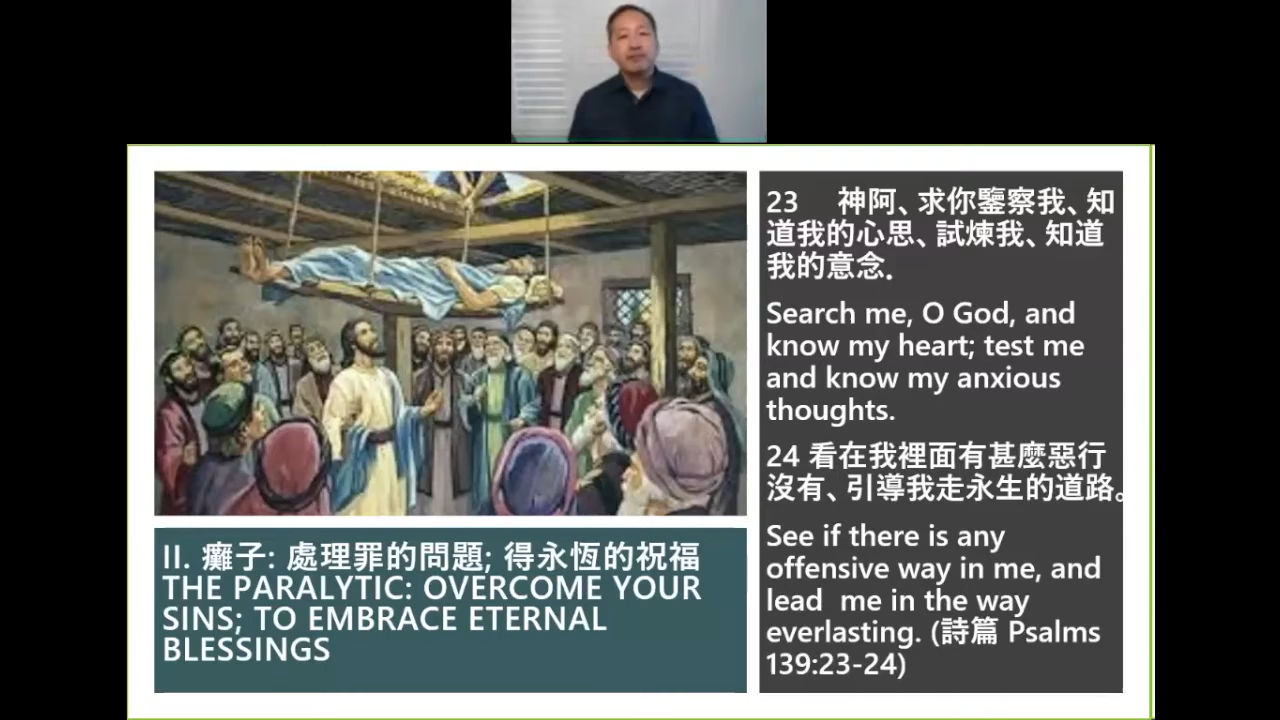 II. 癱子: 處理罪的問題; 得永恆的祝福
THE PARALYTIC: OVERCOME YOUR
SINS; TO EMBRACE ETERNAL
BLESSINGS
23 神阿、求你鑒察我、知
道我的心思、試煉我、知道
我的意念.
Search me, O God, and
know my heart; test me
and know my anxious
thoughts.
24 看在我裡面有甚麼惡行
沒有、引導我走永生的道路。
See if there is any
offensive way in me, and
lead me in the way
everlasting. (詩篇 Psalms
139:23-24)